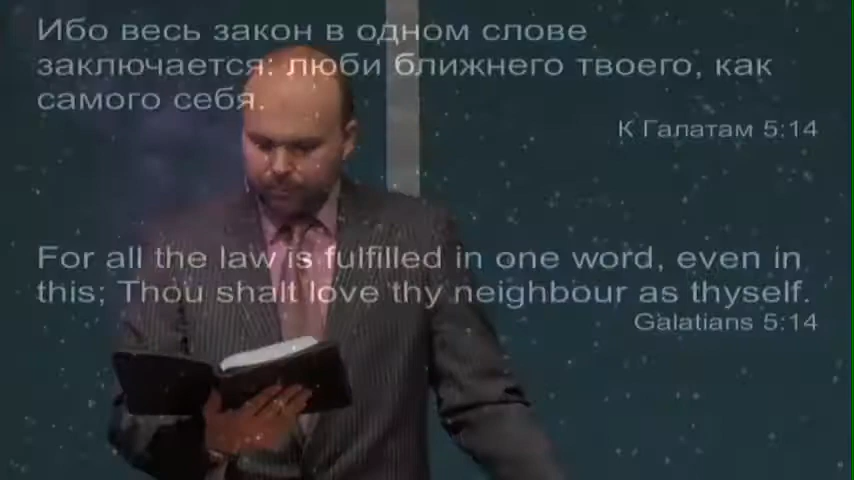 Ибо весь закон в одном слове
заключается: люби ближнего твоего, как
самого себя.
К Галатам 5:14
For all the law is fulfilled in one word, even in
this; Thou shalt love thy neighbour as thyself.
Galatians 5:14